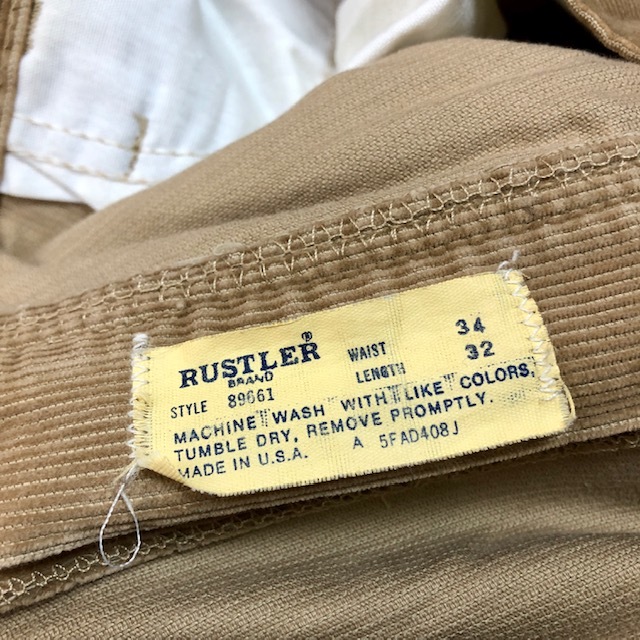 RUSTLER®
BRAND
STYLE 89661
WAIST 34
LENGTH 32
MACHINE WASH WITH LIKE COLORS.
TUMBLE DRY, REMOVE PROMPTLY.
MADE IN U.S.A. A 5FAD408J